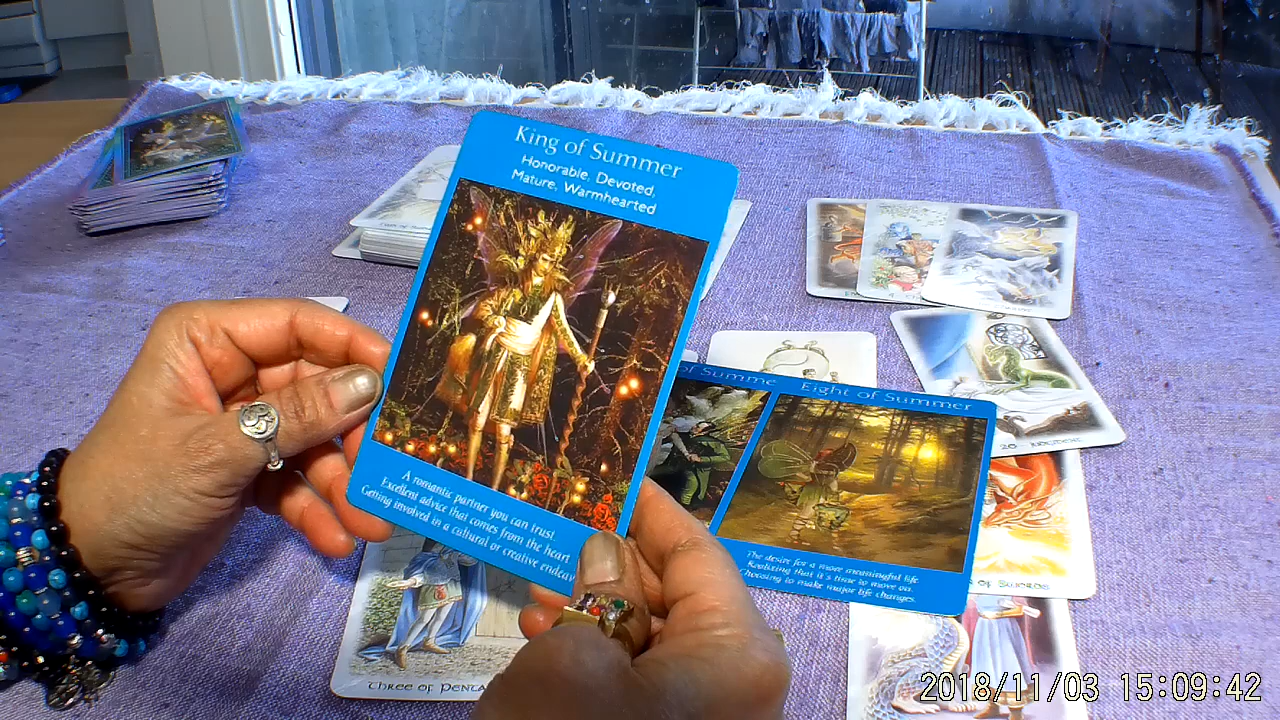 King of Summer
Honorable, Devoted,
Mature, Warmhearted
A romantic partner you can trust.
Excellent advice that comes from the heart
Getting involved in a cultural or creative
of Summe
Eight of Summer
The desire for a more meaningful life
Realizing that it's time to move on.
Choosing to make major life changes.
Three of
2018/11/03 15:09:42